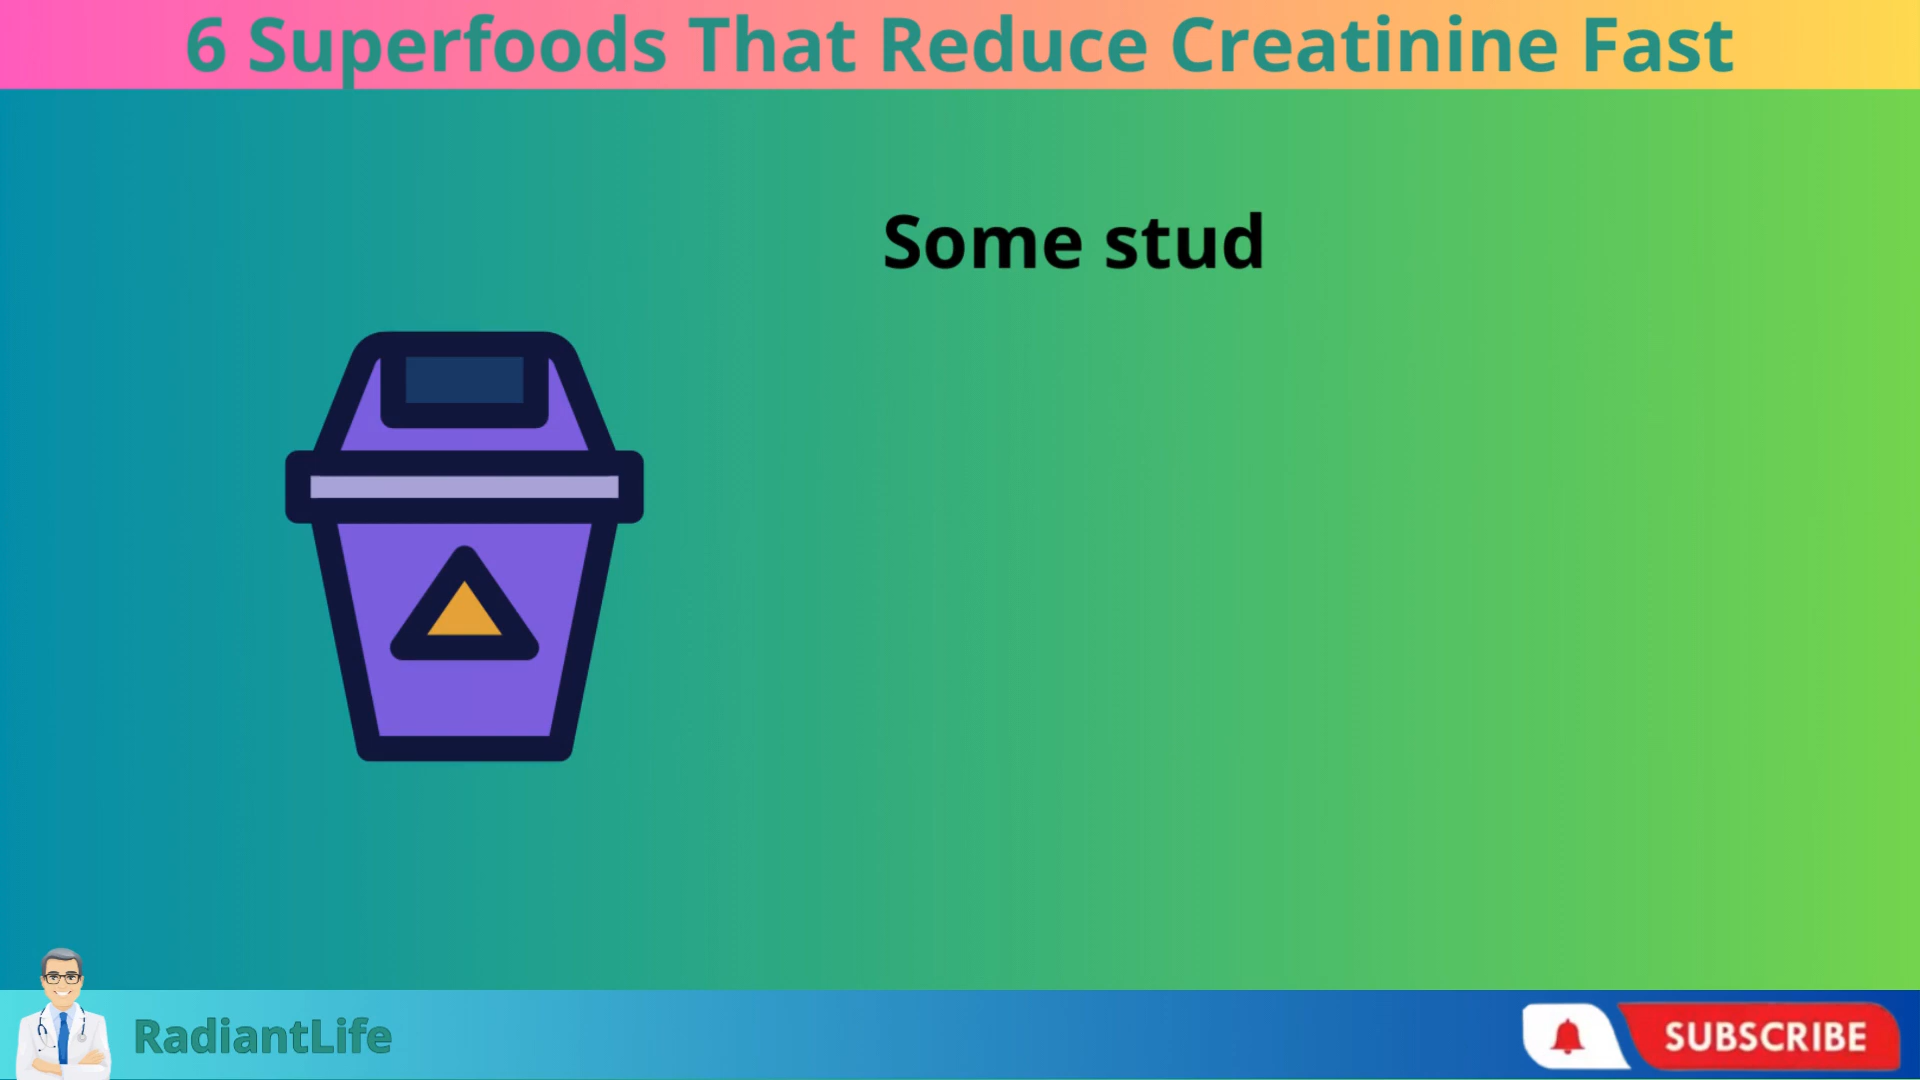 6 Superfoods That Reduce Creatinine Fast
Some stud
RadiantLife
SUBSCRIBE